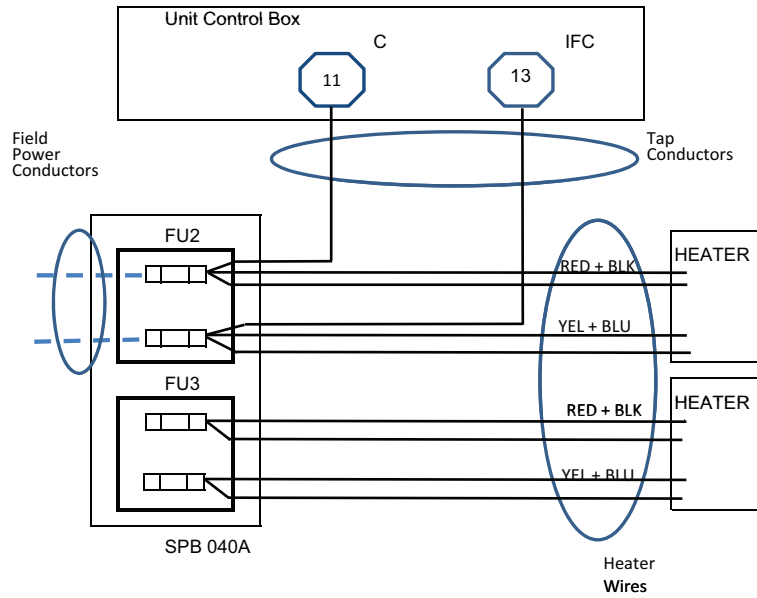 Unit Control Box
C
IFC
11
13
Field
Power
Conductors
Tap
Conductors
FU2
HEATER
RED + BLK
YEL + BLU
FU3
HEATER
RED + BLK
YEL + BLU
SPB 040A
Heater
Wires